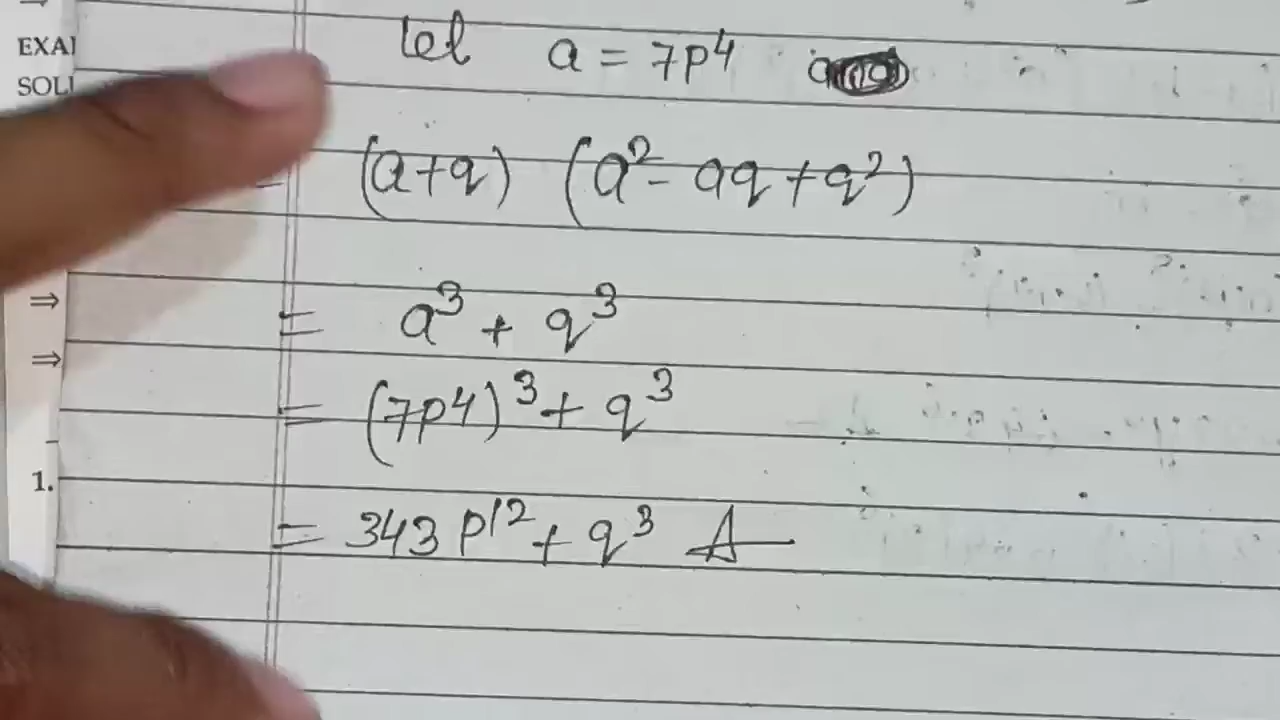 EXA
SOL
Let a = 7p⁴
= (a+q) (a² - aq + q²)
⇒ = a³ + q³
⇒ = (7p⁴)³ + q³
1. = 343 p¹² + q³ A